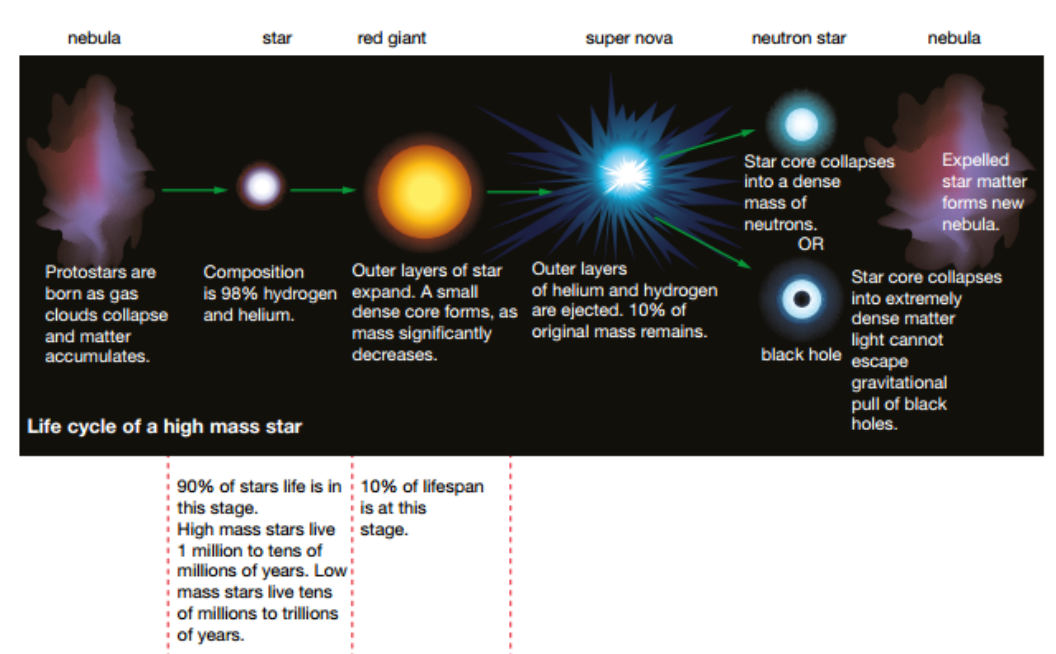 nebula
star
red giant
super nova
neutron star
nebula
Protostars are
born as gas
clouds collapse
and matter
accumulates.
Composition
is 98% hydrogen
and helium.
Outer layers of star
expand. A small
dense core forms, as
mass significantly
decreases.
Outer layers
of helium and hydrogen
are ejected. 10% of
original mass remains.
Star core collapses
into a dense
mass of
neutrons.
OR
black hole
Expelled
star matter
forms new
nebula.
Star core collapses
into extremely
dense matter
light cannot
escape
gravitational
pull of black
holes.
Life cycle of a high mass star
90% of stars life is in
this stage.
High mass stars live
1 million to tens of
millions of years. Low
mass stars live tens
of millions to trillions
of years.
10% of lifespan
is at this
stage.